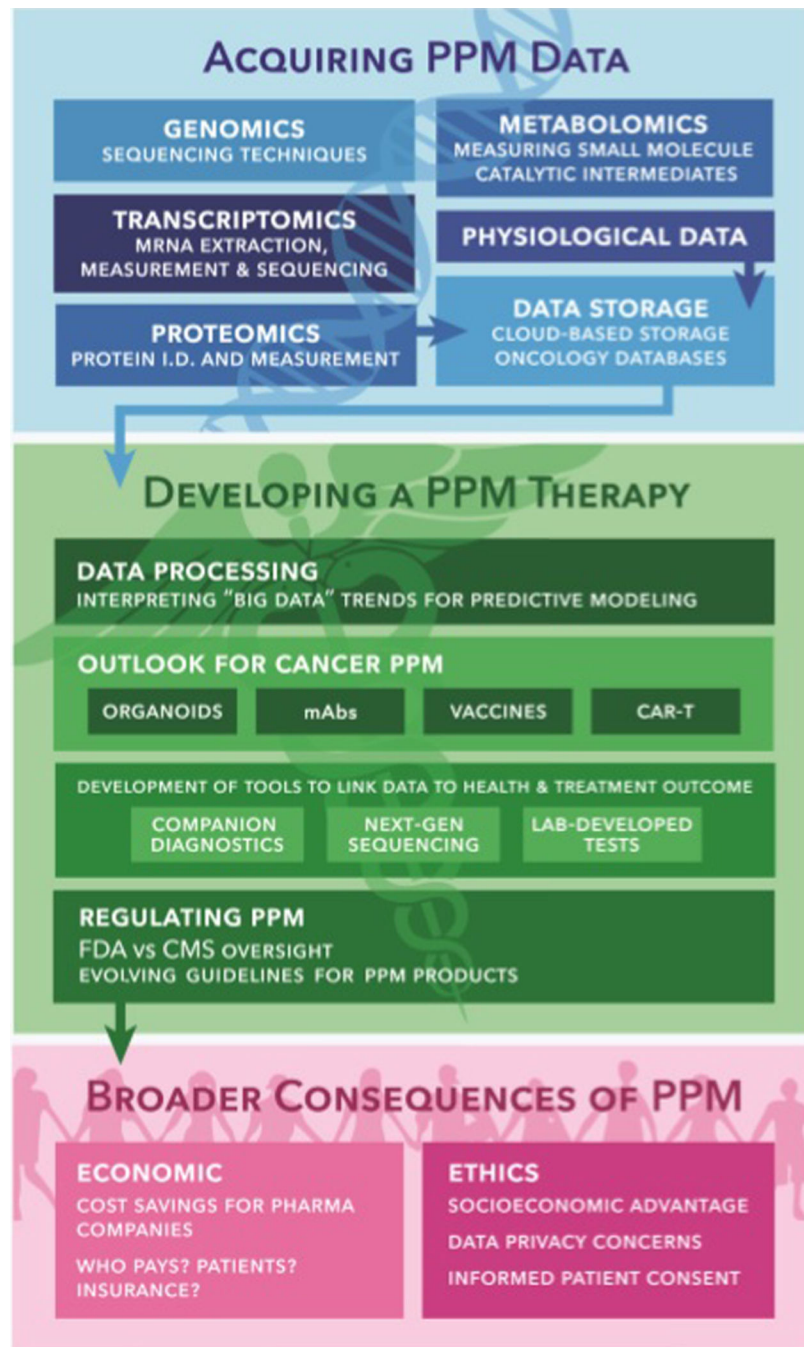 ACQUIRING PPM DATA
GENOMICS
SEQUENCING TECHNIQUES
TRANSCRIPTOMICS
MRNA EXTRACTION,
MEASUREMENT & SEQUENCING
PROTEOMICS
PROTEIN I.D. AND MEASUREMENT
METABOLOMICS
MEASURING SMALL MOLECULE
CATALYTIC INTERMEDIATES
PHYSIOLOGICAL DATA
DATA STORAGE
CLOUD-BASED STORAGE
ONCOLOGY DATABASES
DEVELOPING A PPM THERAPY
DATA PROCESSING
INTERPRETING "BIG DATA" TRENDS FOR PREDICTIVE MODELING
OUTLOOK FOR CANCER PPM
ORGANOIDS
mAbs
VACCINES
CAR-T
DEVELOPMENT OF TOOLS TO LINK DATA TO HEALTH & TREATMENT OUTCOME
COMPANION
DIAGNOSTICS
NEXT-GEN
SEQUENCING
LAB-DEVELOPED
TESTS
REGULATING PPM
FDA VS CMS OVERSIGHT
EVOLVING GUIDELINES FOR PPM PRODUCTS
BROADER CONSEQUENCES OF PPM
ECONOMIC
COST SAVINGS FOR PHARMA
COMPANIES
WHO PAYS? PATIENTS?
INSURANCE?
ETHICS
SOCIOECONOMIC ADVANTAGE
DATA PRIVACY CONCERNS
INFORMED PATIENT CONSENT